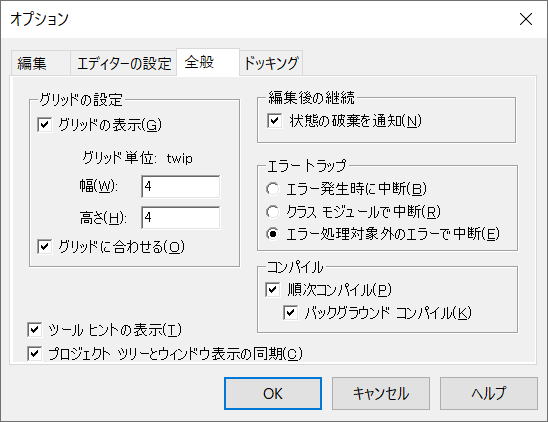 オプション
編集
エディターの設定
全般
ドッキング
グリッドの設定
グリッドの表示(G)
グリッド単位: twip
幅(W): 4
高さ(H): 4
グリッドに合わせる(O)
編集後の継続
状態の破棄を通知(N)
エラー トラップ
エラー発生時に中断(B)
クラス モジュールで中断(R)
エラー処理対象外のエラーで中断(E)
コンパイル
順次コンパイル(P)
バックグラウンド コンパイル(K)
ツール ヒントの表示(T)
プロジェクト ツリーとウィンドウ表示の同期(C)
OK
キャンセル
ヘルプ